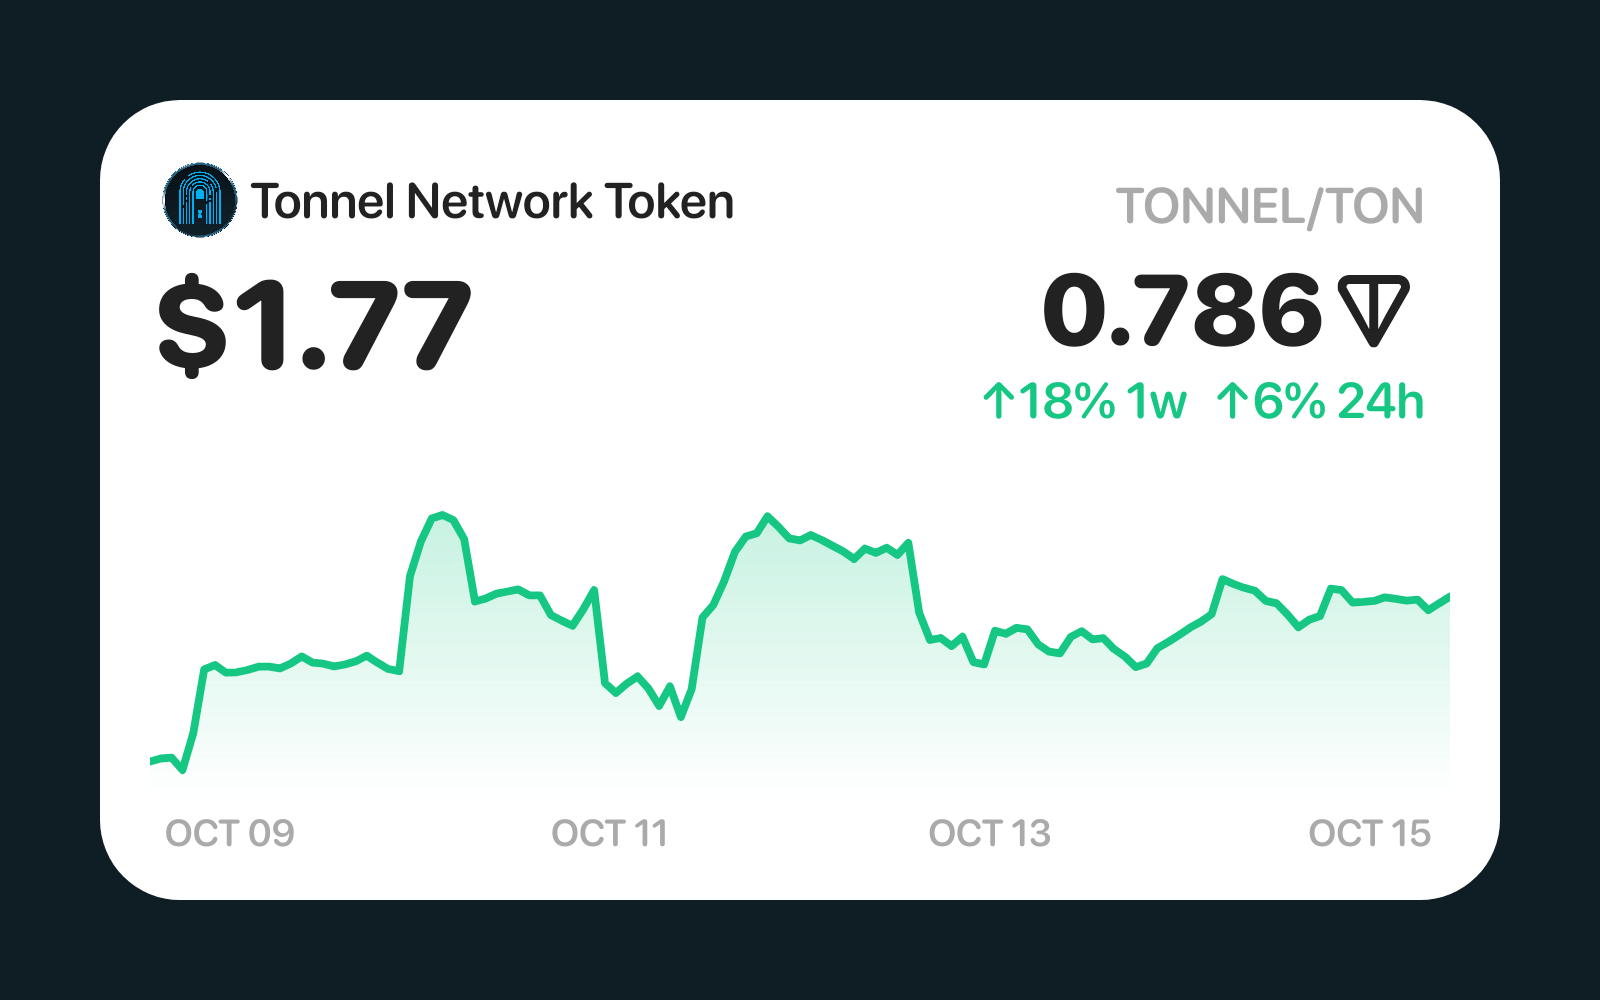 Tonnel Network Token
TONNEL/TON
$1.77
0.786
↑18% 1w ↑6% 24h
OCT 09
OCT 11
OCT 13
OCT 15